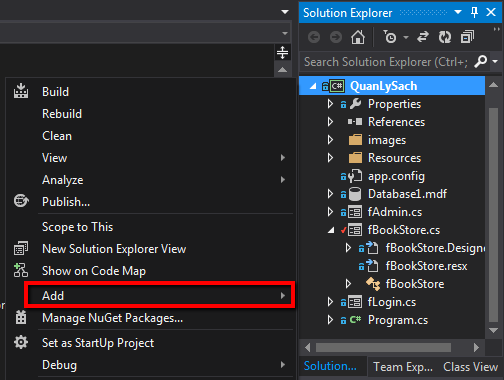 Solution Explorer
Search Solution Explorer (Ctrl+;
QuanLySach
Properties
References
images
Resources
app.config
Database1.mdf
fAdmin.cs
fBookStore.cs
fBookStore.Designe
fBookStore.resx
fBookStore
fLogin.cs
Program.cs
Solution...
Team Exp...
Class View
Build
Rebuild
Clean
View
Analyze
Publish...
Scope to This
New Solution Explorer View
Show on Code Map
Add
Manage NuGet Packages...
Set as StartUp Project
Debug
or